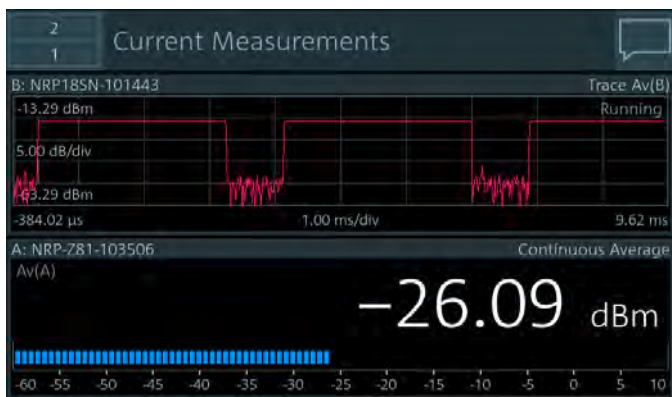 2
1
Current Measurements
B: NRP18SN-101443 Trace Av(B)
-13.29 dBm Running
5.00 dB/div
-63.29 dBm
-384.02 µs 1.00 ms/div 9.62 ms
A: NRP-Z81-103506 Continuous Average
Av(A)
-26.09 dBm
-60 -55 -50 -45 -40 -35 -30 -25 -20 -15 -10 -5 0 5 10